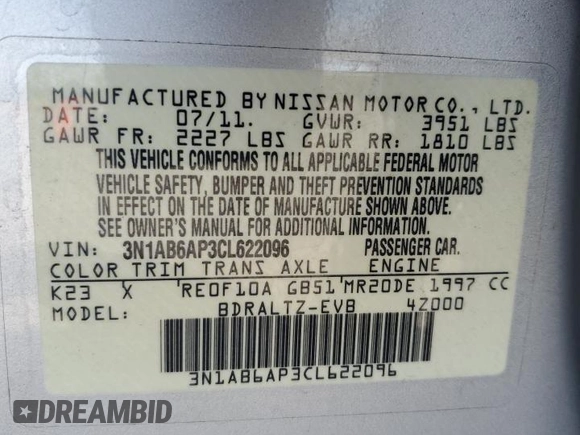 MANUFACTURED BY NISSAN MOTOR CO., LTD.
DATE: 07/11. GVWR: 3951 LBS
GAWR FR: 2227 LBS GAWR RR: 1810 LBS
THIS VEHICLE CONFORMS TO ALL APPLICABLE FEDERAL MOTOR
VEHICLE SAFETY, BUMPER AND THEFT PREVENTION STANDARDS
IN EFFECT ON THE DATE OF MANUFACTURE SHOWN ABOVE.
SEE OWNER'S MANUAL FOR ADDITIONAL INFORMATION.
VIN: 3N1AB6AP3CL622096 PASSENGER CAR.
COLOR TRIM TRANS AXLE ENGINE
K23 X RE0F10A GB51 MR20DE 1997 CC
MODEL: BDRALTZ-EVB 4Z000
3N1AB6AP3CL622096
DREAMBID